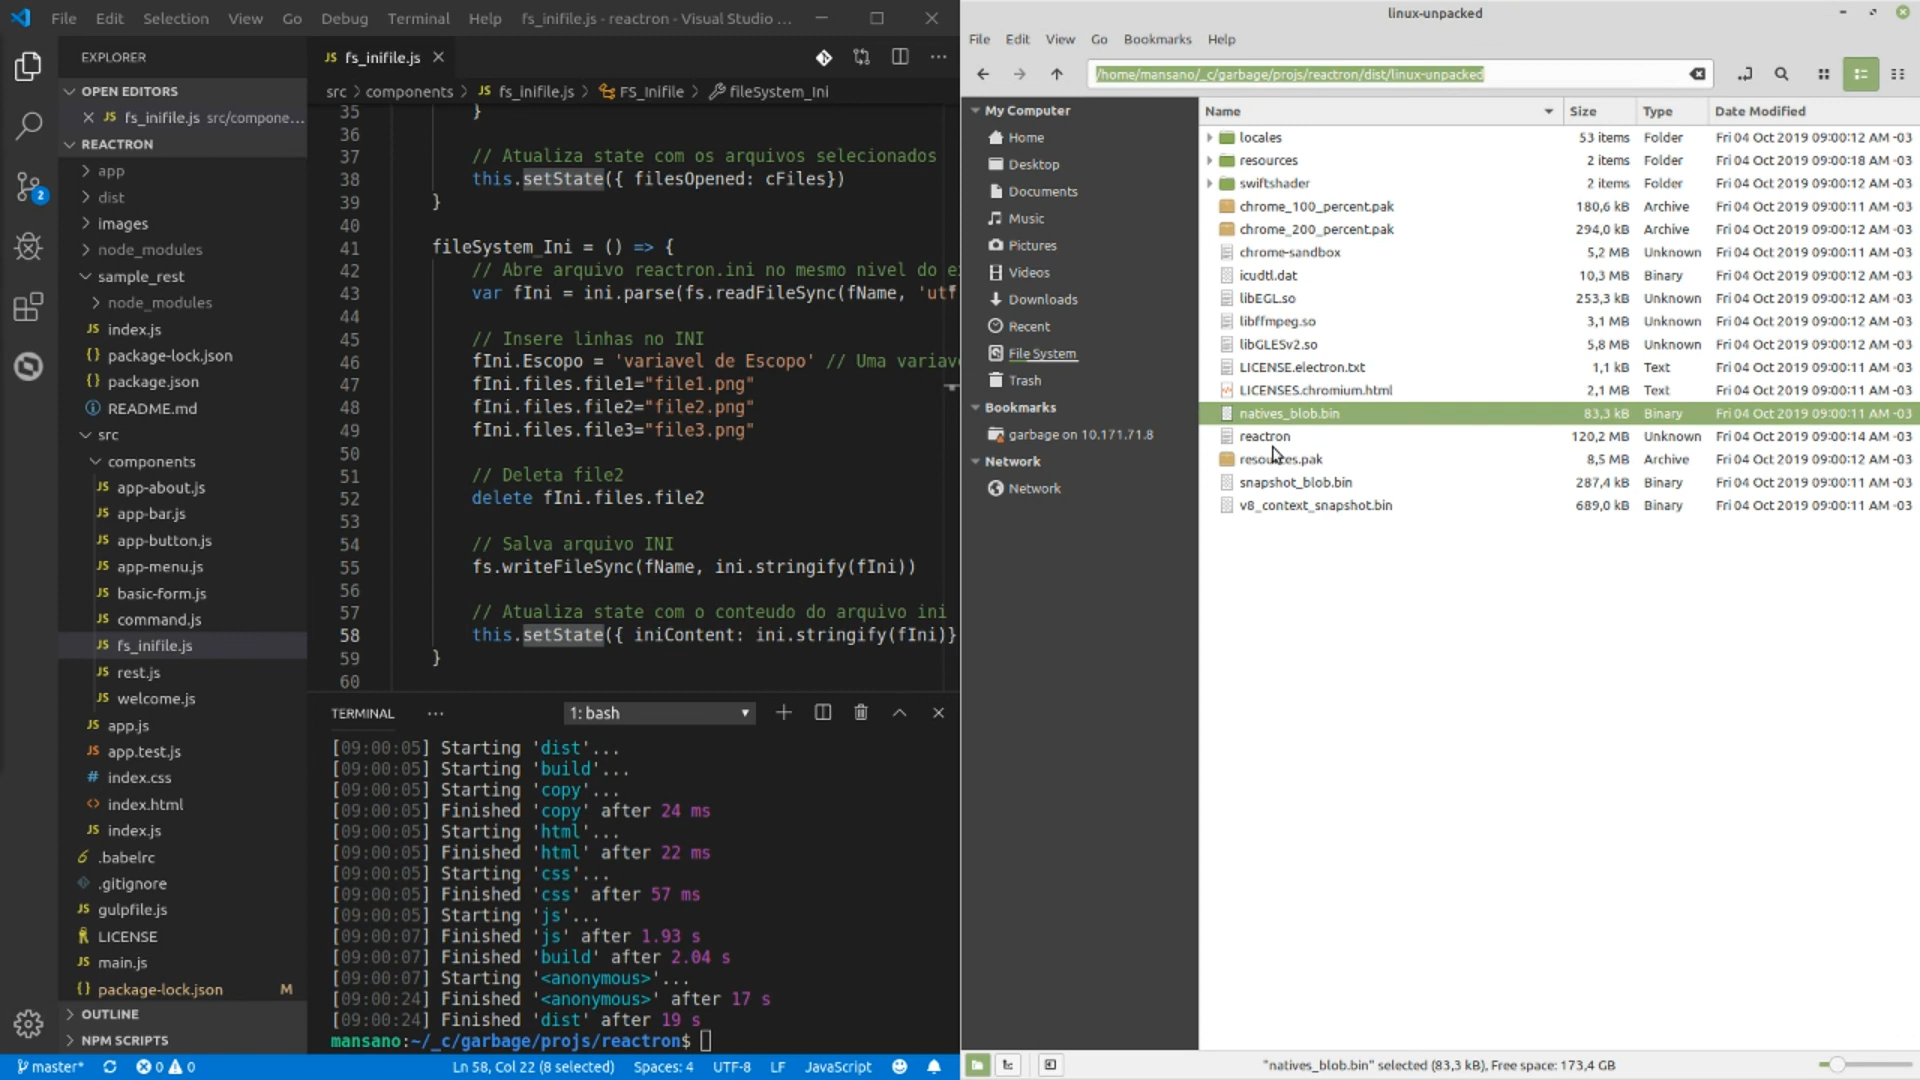 File Edit Selection View Go Debug Terminal Help fs_inifile.js - reactron - Visual Studio ...
EXPLORER
OPEN EDITORS
JS fs_inifile.js src/compone...
REACTRON
app
dist
images
node_modules
sample_rest
node_modules
JS index.js
{} package-lock.json
{} package.json
README.md
src
components
JS app-about.js
JS app-bar.js
JS app-button.js
JS app-menu.js
JS basic-form.js
JS command.js
JS fs_inifile.js
JS rest.js
JS welcome.js
JS app.js
JS app.test.js
# index.css
<> index.html
JS index.js
.babelrc
.gitignore
JS gulpfile.js
LICENSE
JS main.js
{} package-lock.json M
OUTLINE
NPM SCRIPTS
2
JS fs_inifile.js
src > components > JS fs_inifile.js > FS_Inifile > fileSystem_Ini
35 }
36
37 // Atualiza state com os arquivos selecionados
38 this.setState({ filesOpened: cFiles})
39 }
40
41 fileSystem_Ini = () => {
42 // Abre arquivo reactron.ini no mesmo nivel do e
43 var fIni = ini.parse(fs.readFileSync(fName, 'utf
44
45 // Insere linhas no INI
46 fIni.Escopo = 'variavel de Escopo' // Uma variav
47 fIni.files.file1="file1.png"
48 fIni.files.file2="file2.png"
49 fIni.files.file3="file3.png"
50
51 // Deleta file2
52 delete fIni.files.file2
53
54 // Salva arquivo INI
55 fs.writeFileSync(fName, ini.stringify(fIni))
56
57 // Atualiza state com o conteudo do arquivo ini
58 this.setState({ iniContent: ini.stringify(fIni)}
59 }
60
TERMINAL ... 1: bash
[09:00:05] Starting 'dist'...
[09:00:05] Starting 'build'...
[09:00:05] Starting 'copy'...
[09:00:05] Finished 'copy' after 24 ms
[09:00:05] Starting 'html'...
[09:00:05] Finished 'html' after 22 ms
[09:00:05] Starting 'css'...
[09:00:05] Finished 'css' after 57 ms
[09:00:05] Starting 'js'...
[09:00:07] Finished 'js' after 1.93 s
[09:00:07] Finished 'build' after 2.04 s
[09:00:07] Starting '<anonymous>'...
[09:00:24] Finished '<anonymous>' after 17 s
[09:00:24] Finished 'dist' after 19 s
mansano:~/_c/garbage/projs/reactron$
master* 0 0 Ln 58, Col 22 (8 selected) Spaces: 4 UTF-8 LF JavaScript
linux-unpacked
File Edit View Go Bookmarks Help
/home/mansano/_c/garbage/projs/reactron/dist/linux-unpacked
My Computer
Home
Desktop
Documents
Music
Pictures
Videos
Downloads
Recent
File System
Trash
Bookmarks
garbage on 10.171.71.8
Network
Network
Name Size Type Date Modified
locales 53 items Folder Fri 04 Oct 2019 09:00:12 AM -03
resources 2 items Folder Fri 04 Oct 2019 09:00:18 AM -03
swiftshader 2 items Folder Fri 04 Oct 2019 09:00:12 AM -03
chrome_100_percent.pak 180,6 kB Archive Fri 04 Oct 2019 09:00:11 AM -03
chrome_200_percent.pak 294,0 kB Archive Fri 04 Oct 2019 09:00:11 AM -03
chrome-sandbox 5,2 MB Unknown Fri 04 Oct 2019 09:00:12 AM -03
icudtl.dat 10,3 MB Binary Fri 04 Oct 2019 09:00:12 AM -03
libEGL.so 253,3 kB Unknown Fri 04 Oct 2019 09:00:12 AM -03
libffmpeg.so 3,1 MB Unknown Fri 04 Oct 2019 09:00:12 AM -03
libGLESv2.so 5,8 MB Unknown Fri 04 Oct 2019 09:00:12 AM -03
LICENSE.electron.txt 1,1 kB Text Fri 04 Oct 2019 09:00:11 AM -03
LICENSES.chromium.html 2,1 MB Text Fri 04 Oct 2019 09:00:11 AM -03
natives_blob.bin 83,3 kB Binary Fri 04 Oct 2019 09:00:11 AM -03
reactron 120,2 MB Unknown Fri 04 Oct 2019 09:00:14 AM -03
resources.pak 8,5 MB Archive Fri 04 Oct 2019 09:00:12 AM -03
snapshot_blob.bin 287,4 kB Binary Fri 04 Oct 2019 09:00:11 AM -03
v8_context_snapshot.bin 689,0 kB Binary Fri 04 Oct 2019 09:00:11 AM -03
"natives_blob.bin" selected (83,3 kB), Free space: 173,4 GB